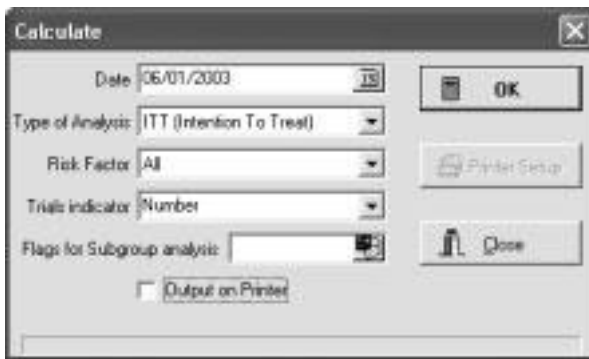 Calculate
Date 06/01/2003 15
OK
Type of Analysis ITT (Intention To Treat)
Risk Factor All
Printer Setup
Trials indicator Number
Flags for Subgroup analysis
Close
Output on Printer